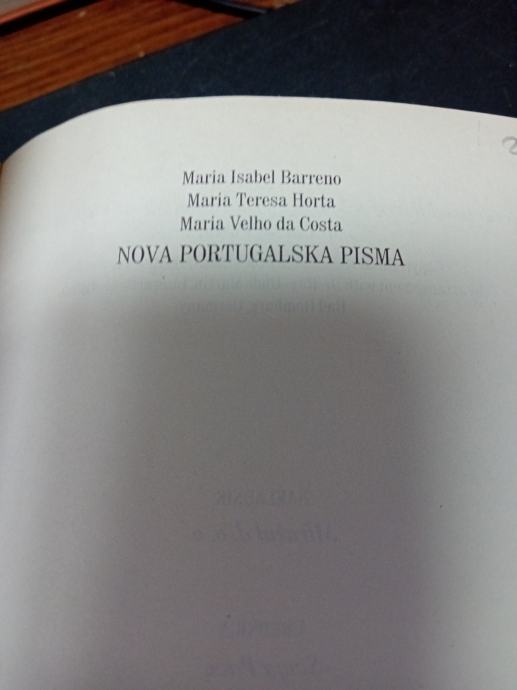 Maria Isabel Barreno
Maria Teresa Horta
Maria Velho da Costa
NOVA PORTUGALSKA PISMA